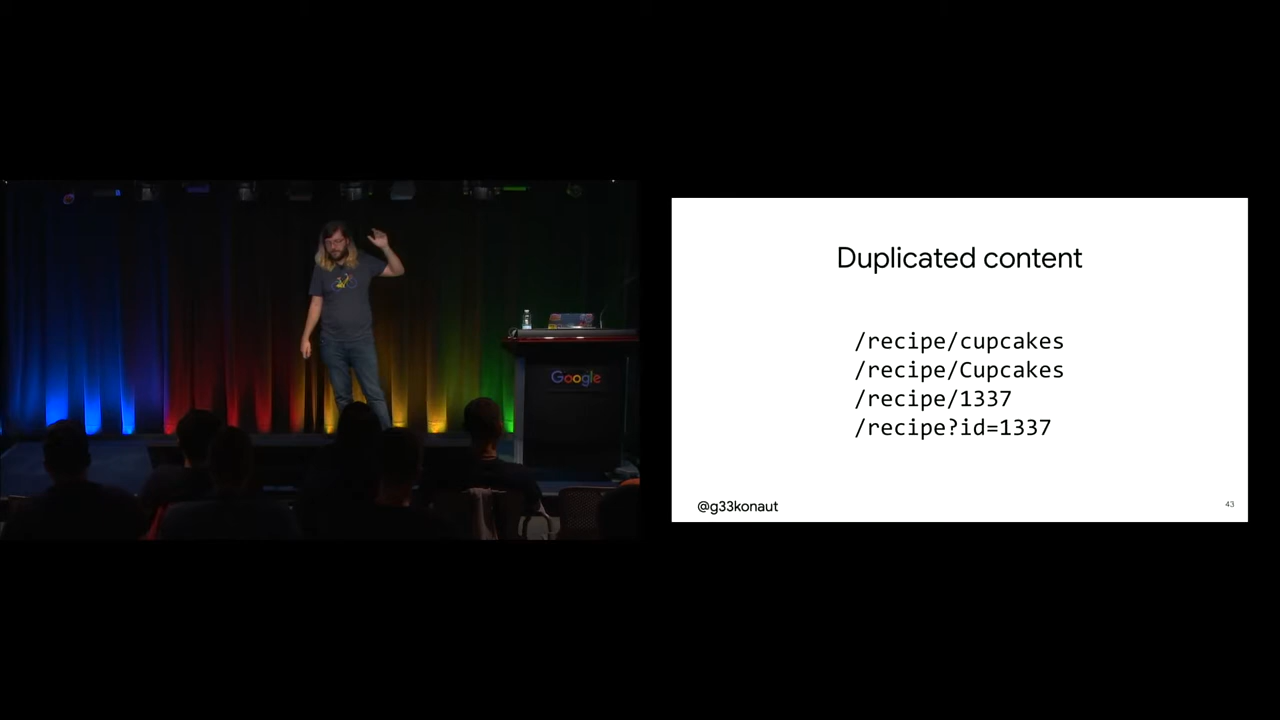 Google
Duplicated content
/recipe/cupcakes
/recipe/Cupcakes
/recipe/1337
/recipe?id=1337
@g33konaut
43